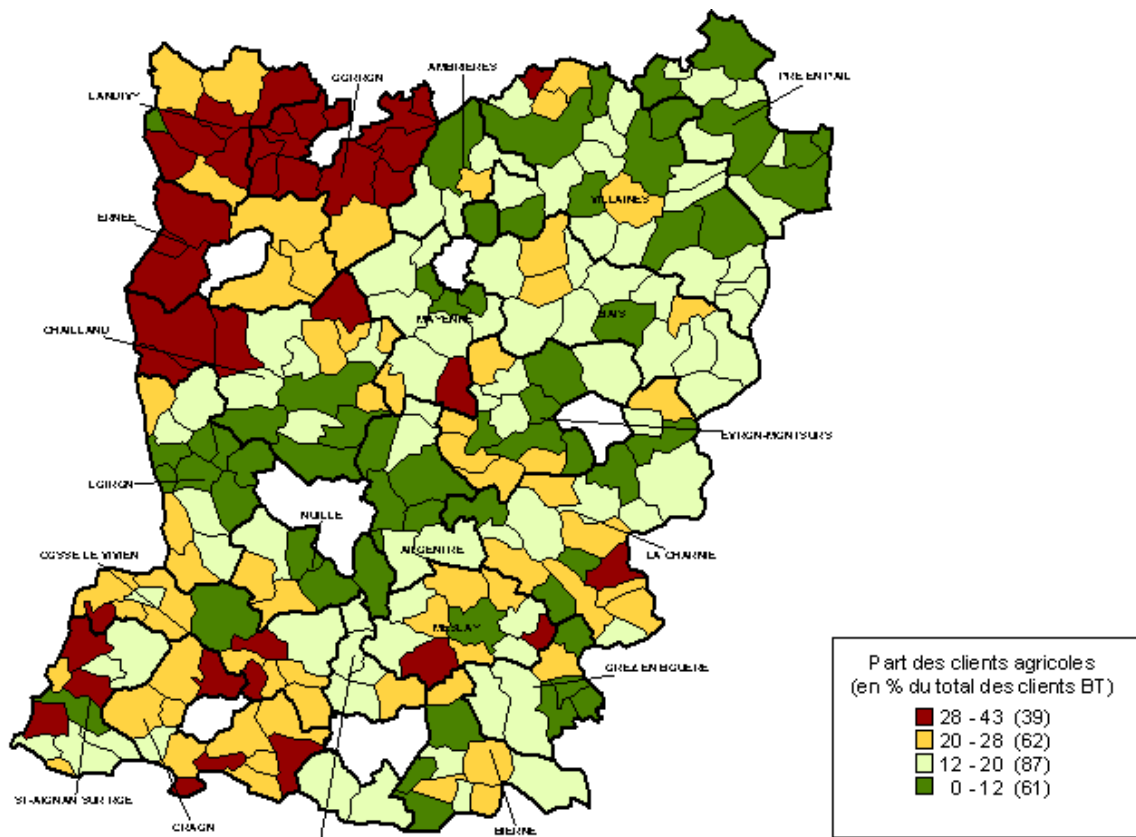 LANDIVY
GORRON
AMBRIERES
PRE EN PAIL
ERNEE
VILLAINES
CHAILLAND
MAYENNE
BAIS
EVRON-MONTSURS
LOIRON
NUILLE
COSSE LE VIVIEN
ARGENTRE
LA CHARNIE
MESLAY
GREZ EN BOUERE
ST-AIGNAN SUR ROE
CRAON
BIERNE
Part des clients agricoles
(en % du total des clients BT)
28 - 43 (39)
20 - 28 (62)
12 - 20 (87)
0 - 12 (61)